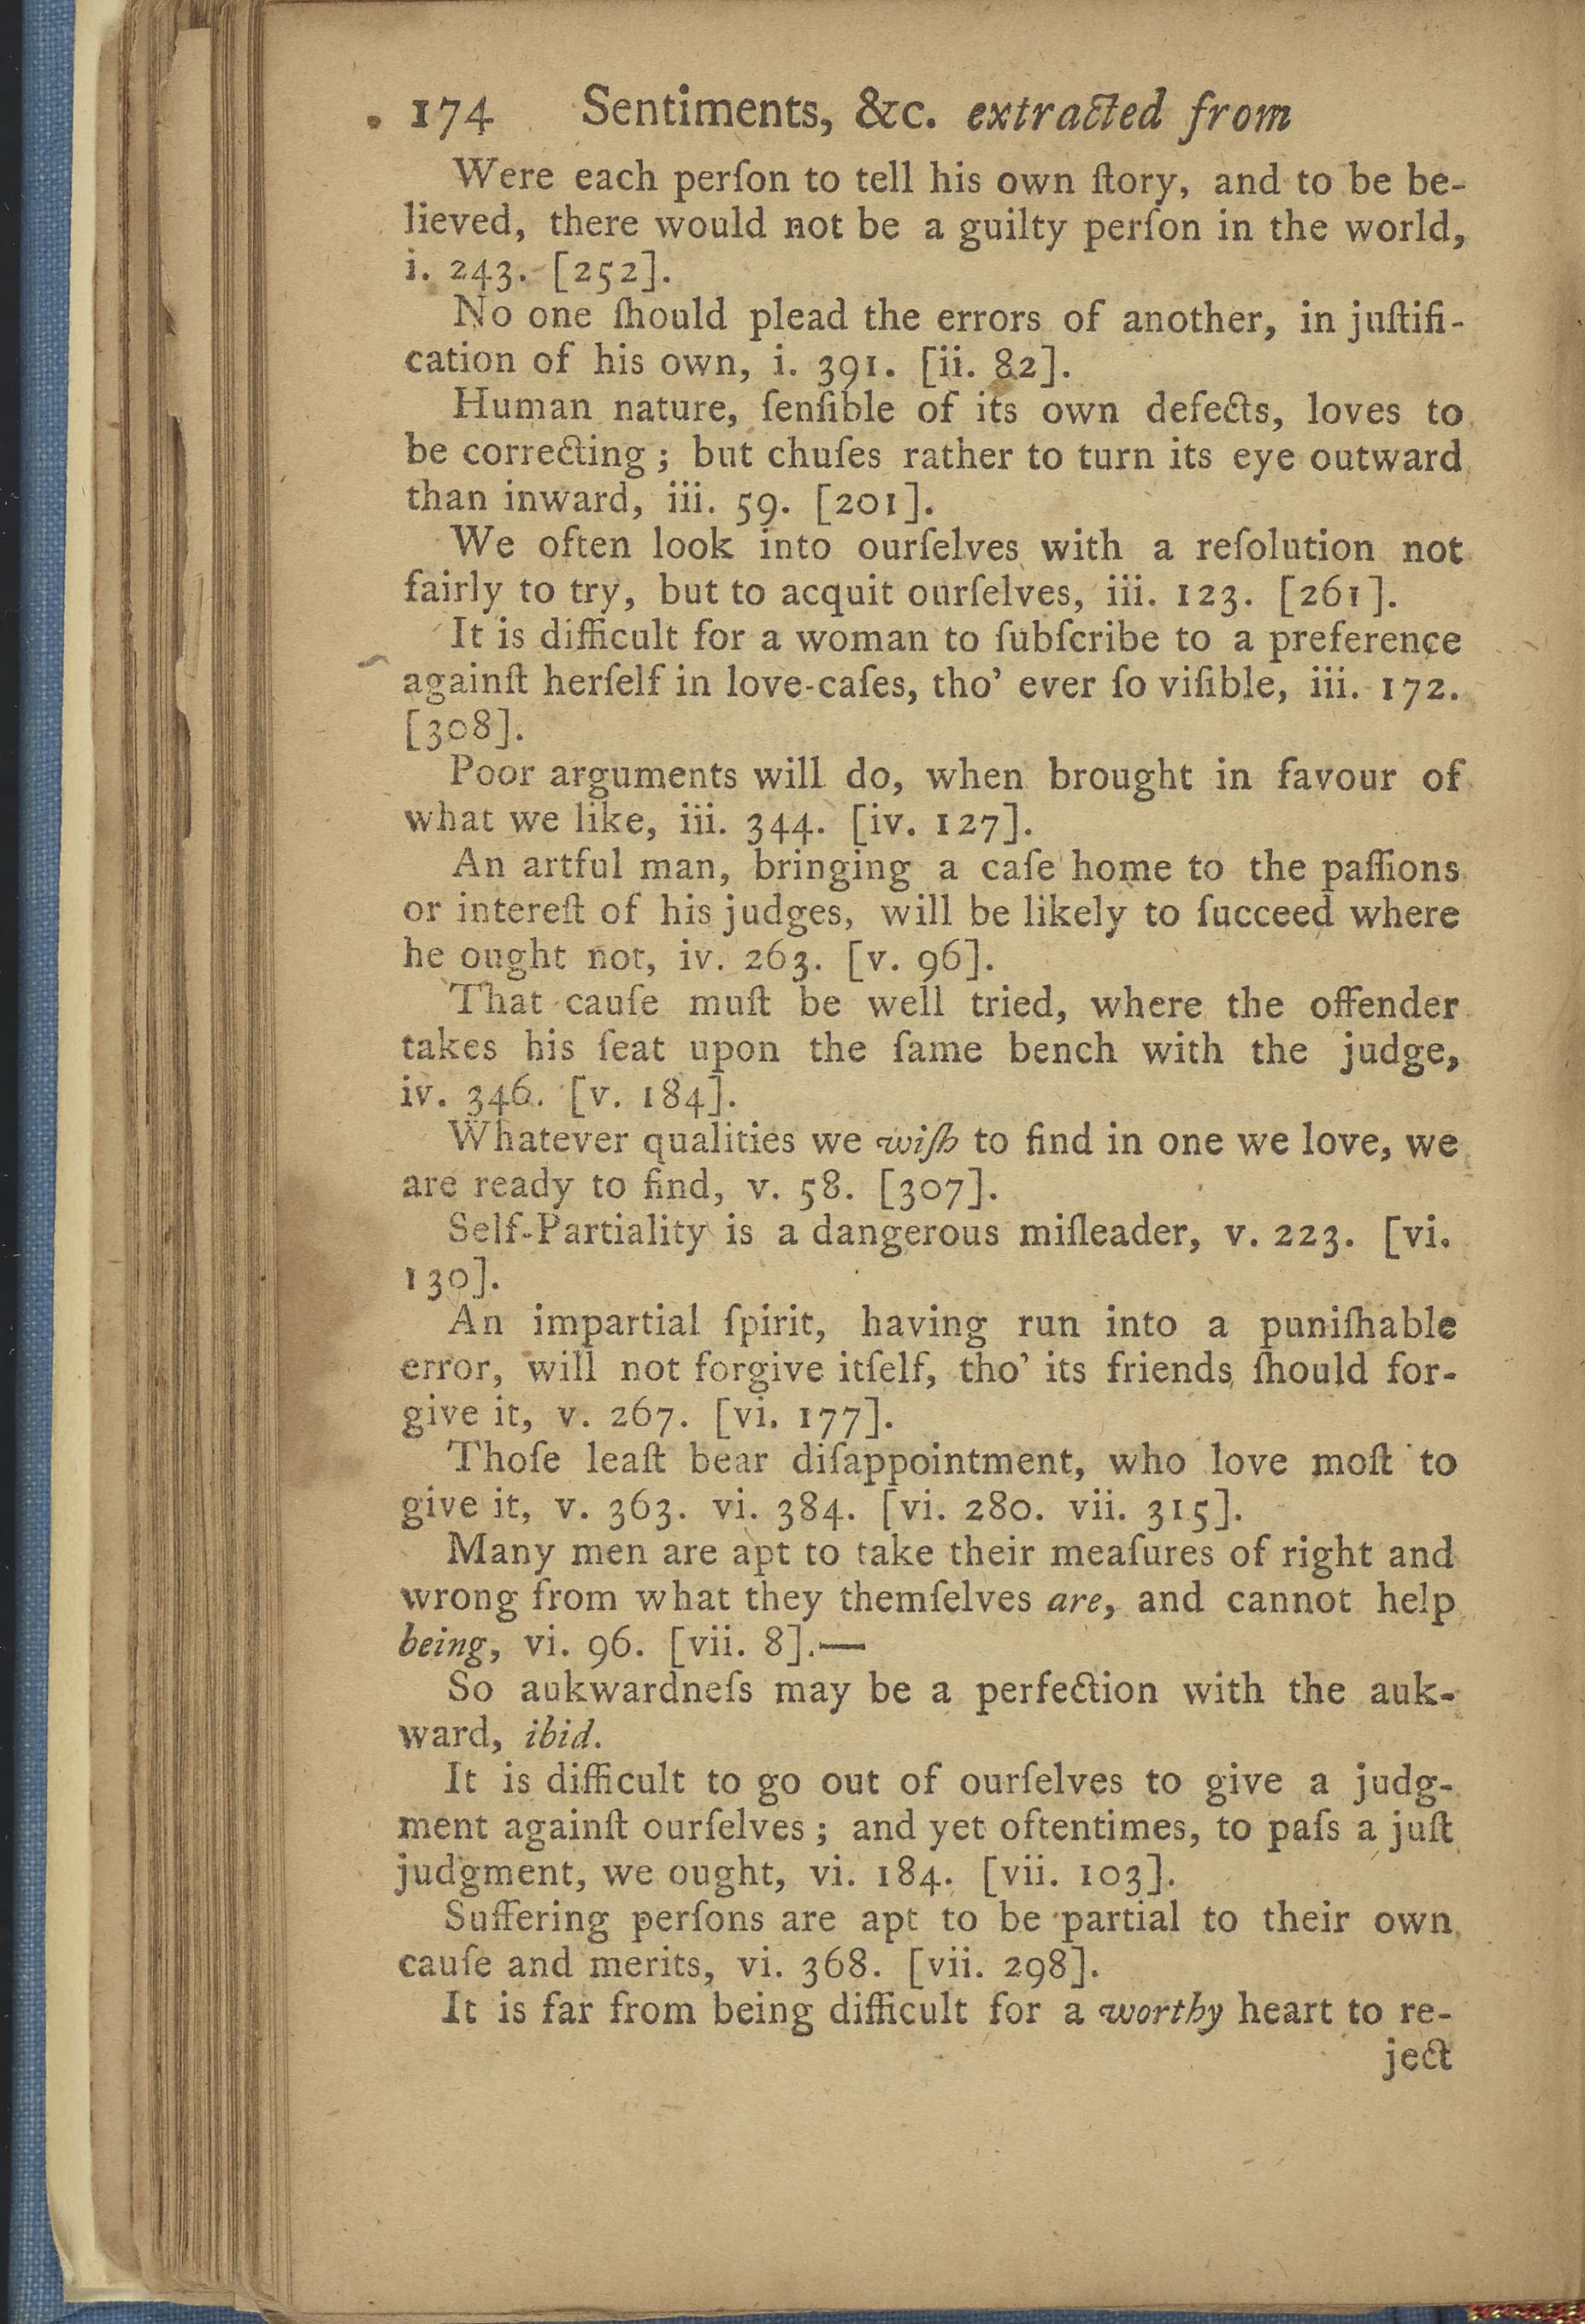 174 Sentiments, &c. extracted from
Were each perſon to tell his own ſtory, and to be be-
lieved, there would not be a guilty perſon in the world,
i. 243. [252].
No one ſhould plead the errors of another, in juſtifi-
cation of his own, i. 391. [ii. 82].
Human nature, ſenſible of its own defects, loves to
be correcting; but chuſes rather to turn its eye outward
than inward, iii. 59. [201].
We often look into ourſelves with a reſolution not
fairly to try, but to acquit ourſelves, iii. 123. [261].
It is difficult for a woman to ſubſcribe to a preference
againſt herſelf in love-caſes, tho' ever ſo viſible, iii. 172.
[308].
Poor arguments will do, when brought in favour of
what we like, iii. 344. [iv. 127].
An artful man, bringing a caſe home to the paſſions
or intereſt of his judges, will be likely to ſucceed where
he ought not, iv. 263. [v. 96].
That cauſe muſt be well tried, where the offender
takes his ſeat upon the ſame bench with the judge,
iv. 346. [v. 184].
Whatever qualities we wiſh to find in one we love, we
are ready to find, v. 58. [307].
Self-Partiality is a dangerous miſleader, v. 223. [vi.
130].
An impartial ſpirit, having run into a puniſhable
error, will not forgive itſelf, tho' its friends ſhould for-
give it, v. 267. [vi. 177].
Thoſe leaſt bear diſappointment, who love moſt to
give it, v. 363. vi. 384. [vi. 280. vii. 315].
Many men are apt to take their meaſures of right and
wrong from what they themſelves are, and cannot help
being, vi. 96. [vii. 8].—
So aukwardneſs may be a perfection with the auk-
ward, ibid.
It is difficult to go out of ourſelves to give a judg-
ment againſt ourſelves; and yet oftentimes, to paſs a juſt
judgment, we ought, vi. 184. [vii. 103].
Suffering perſons are apt to be partial to their own
cauſe and merits, vi. 368. [vii. 298].
It is far from being difficult for a worthy heart to re-
ject